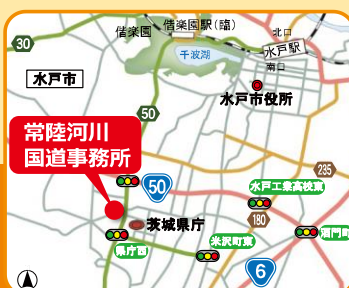 偕楽園駅(臨)
偕楽園
北口
水戸駅
南口
千波湖
30
水戸市
水戸市役所
50
常陸河川
国道事務所
50
235
水戸工業高校東
茨城県庁
180
酒門町
県庁西
米沢町東
6